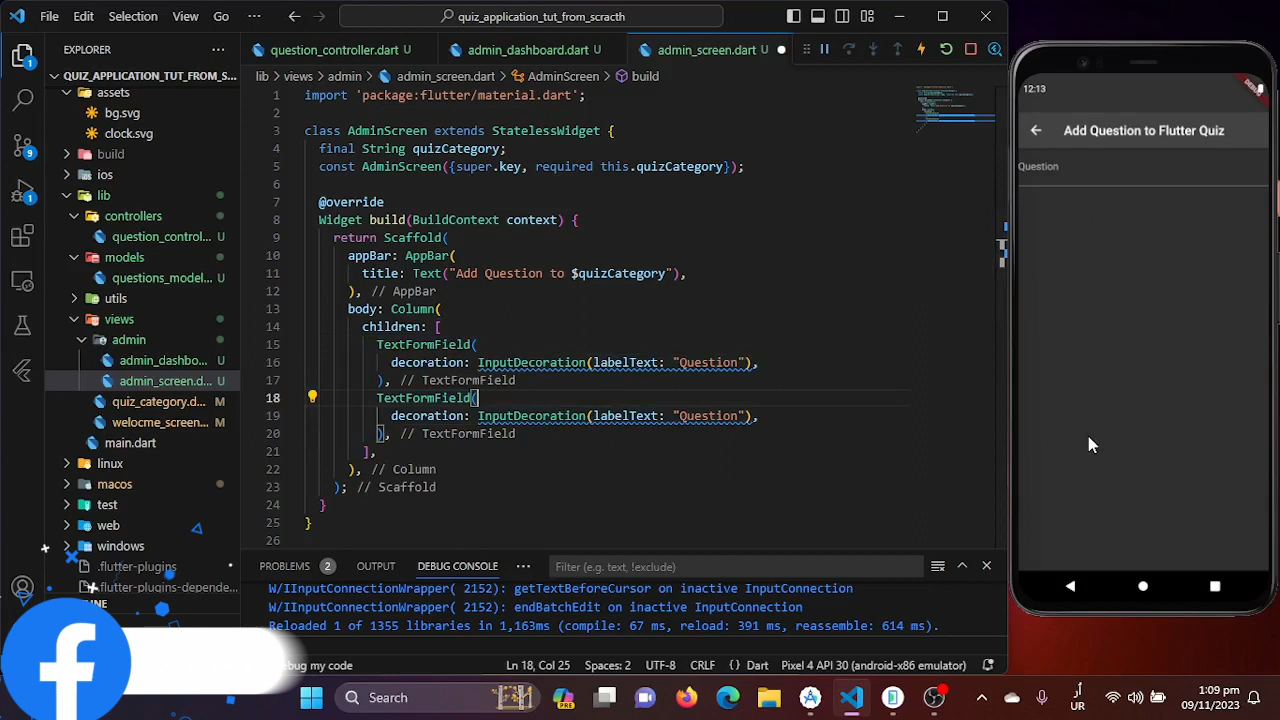 File Edit Selection View Go ... quiz_application_tut_from_scracth
EXPLORER ...
QUIZ_APPLICATION_TUT_FROM_S...
assets
bg.svg
clock.svg
build
ios
lib
controllers
question_control... U
models
questions_model... U
utils
views
admin
admin_dashbo... U
admin_screen.d... U
quiz_category.d... M
welocme_screen... M
main.dart
linux
macos
test
web
windows
.flutter-plugins
.flutter-plugins-depende...
1
9
1
question_controller.dart U admin_dashboard.dart U admin_screen.dart U
lib > views > admin > admin_screen.dart > AdminScreen > build
1 import 'package:flutter/material.dart';
2
3 class AdminScreen extends StatelessWidget {
4 final String quizCategory;
5 const AdminScreen({super.key, required this.quizCategory});
6
7 @override
8 Widget build(BuildContext context) {
9 return Scaffold(
10 appBar: AppBar(
11 title: Text("Add Question to $quizCategory"),
12 ), // AppBar
13 body: Column(
14 children: [
15 TextFormField(
16 decoration: InputDecoration(labelText: "Question"),
17 ), // TextFormField
18 TextFormField(
19 decoration: InputDecoration(labelText: "Question"),
20 ), // TextFormField
21 ],
22 ), // Column
23 ); // Scaffold
24 }
25 }
26
PROBLEMS 2 OUTPUT DEBUG CONSOLE ... Filter (e.g. text, !exclude)
W/IInputConnectionWrapper( 2152): getTextBeforeCursor on inactive InputConnection
W/IInputConnectionWrapper( 2152): endBatchEdit on inactive InputConnection
Reloaded 1 of 1355 libraries in 1,163ms (compile: 67 ms, reload: 391 ms, reassemble: 614 ms).
ebug my code Ln 18, Col 25 Spaces: 2 UTF-8 CRLF {} Dart Pixel 4 API 30 (android-x86 emulator)
12:13
Add Question to Flutter Quiz
Question
f
Search
PRE
UR
1:09 pm
09/11/2023